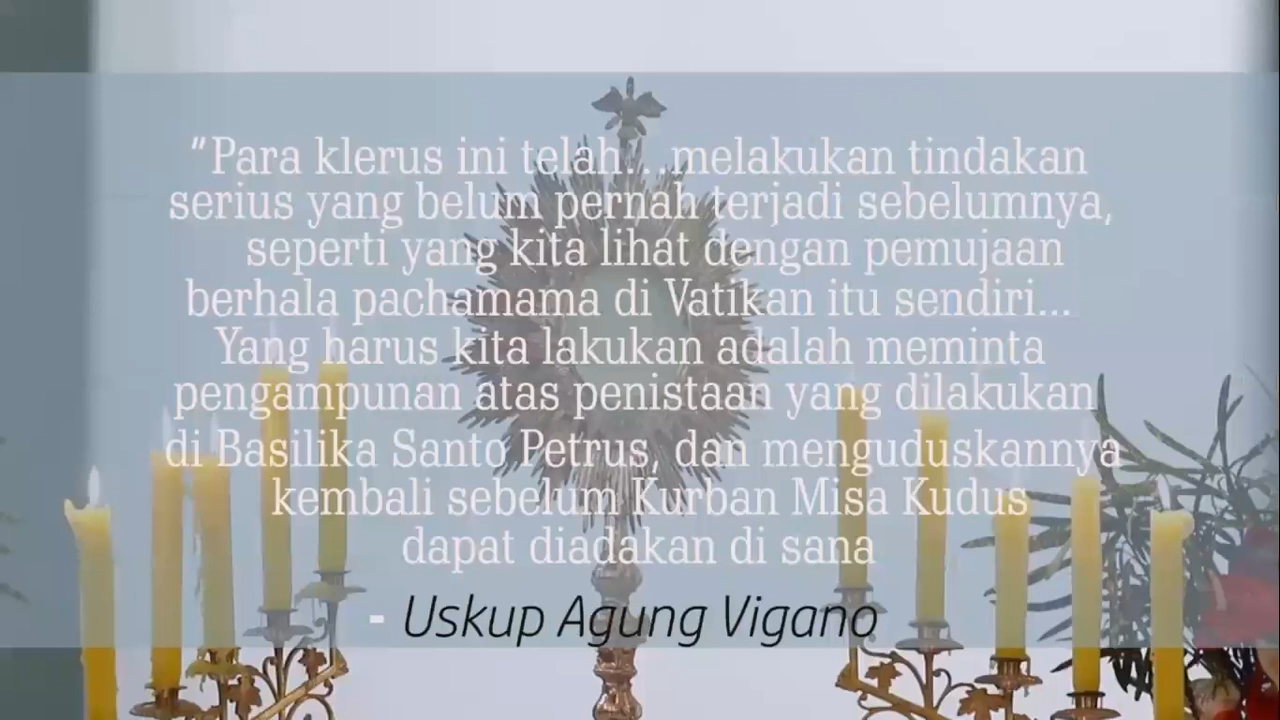 "Para klerus ini telah... melakukan tindakan
serius yang belum pernah terjadi sebelumnya,
seperti yang kita lihat dengan pemujaan
berhala pachamama di Vatikan itu sendiri...
Yang harus kita lakukan adalah meminta
pengampunan atas penistaan yang dilakukan
di Basilika Santo Petrus, dan menguduskannya
kembali sebelum Kurban Misa Kudus
dapat diadakan di sana
- Uskup Agung Vigano